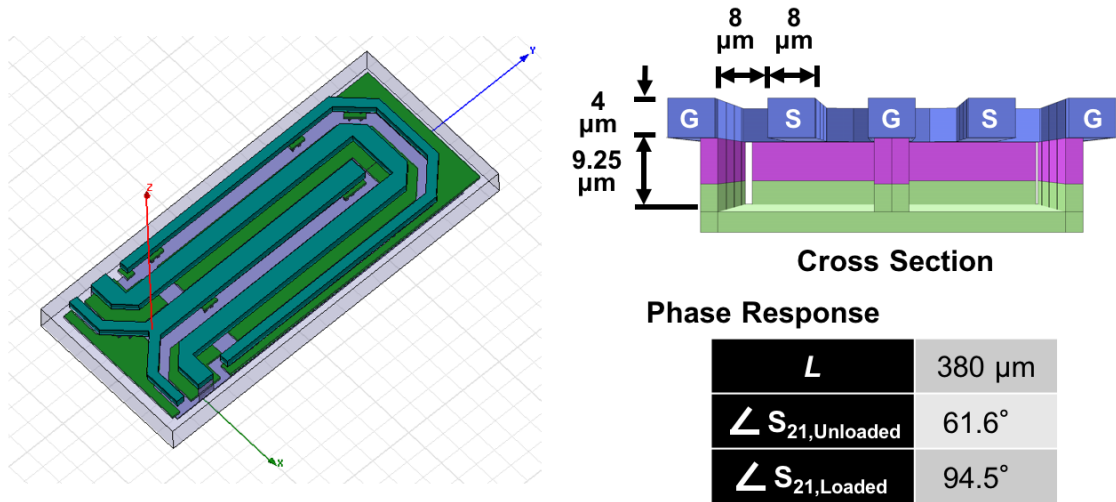 8 8
µm µm
4
µm
G S G S G
9.25
µm
Cross Section
Phase Response
L 380 µm
∠ S21,Unloaded 61.6°
∠ S21,Loaded 94.5°
Z
Y
X